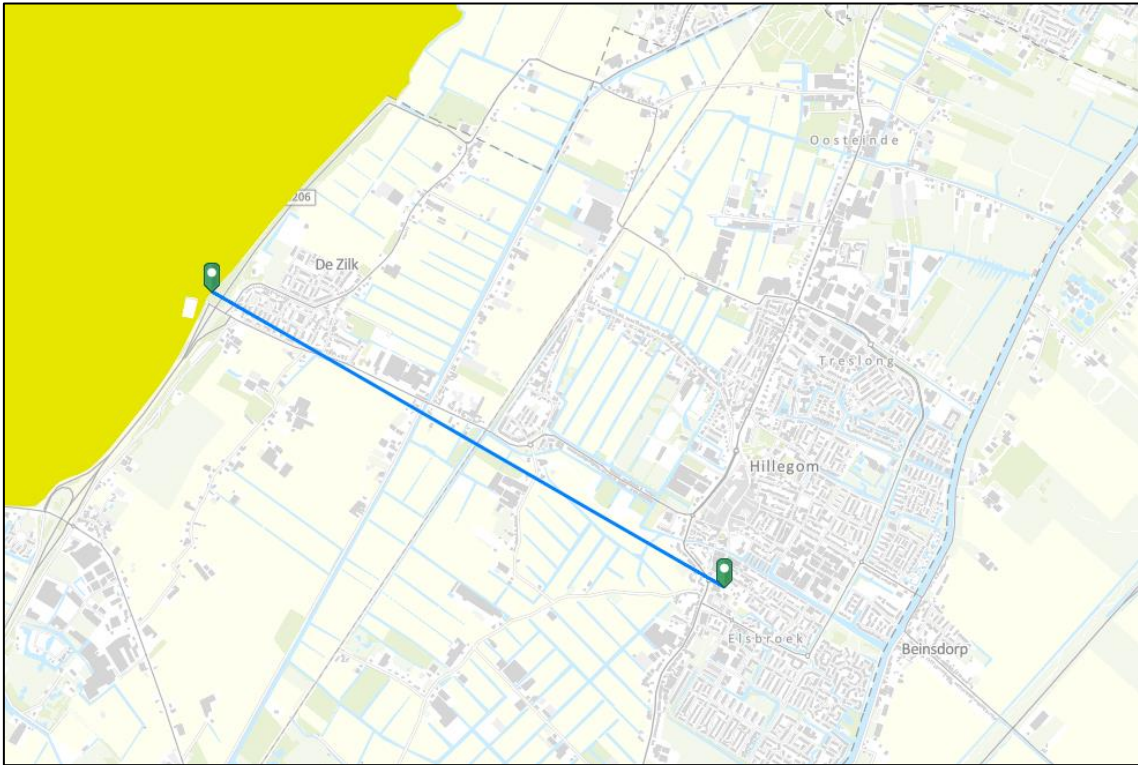 Oosteinde
206
De Zilk
Treslong
Hillegom
Elsbroek
Beinsdorp